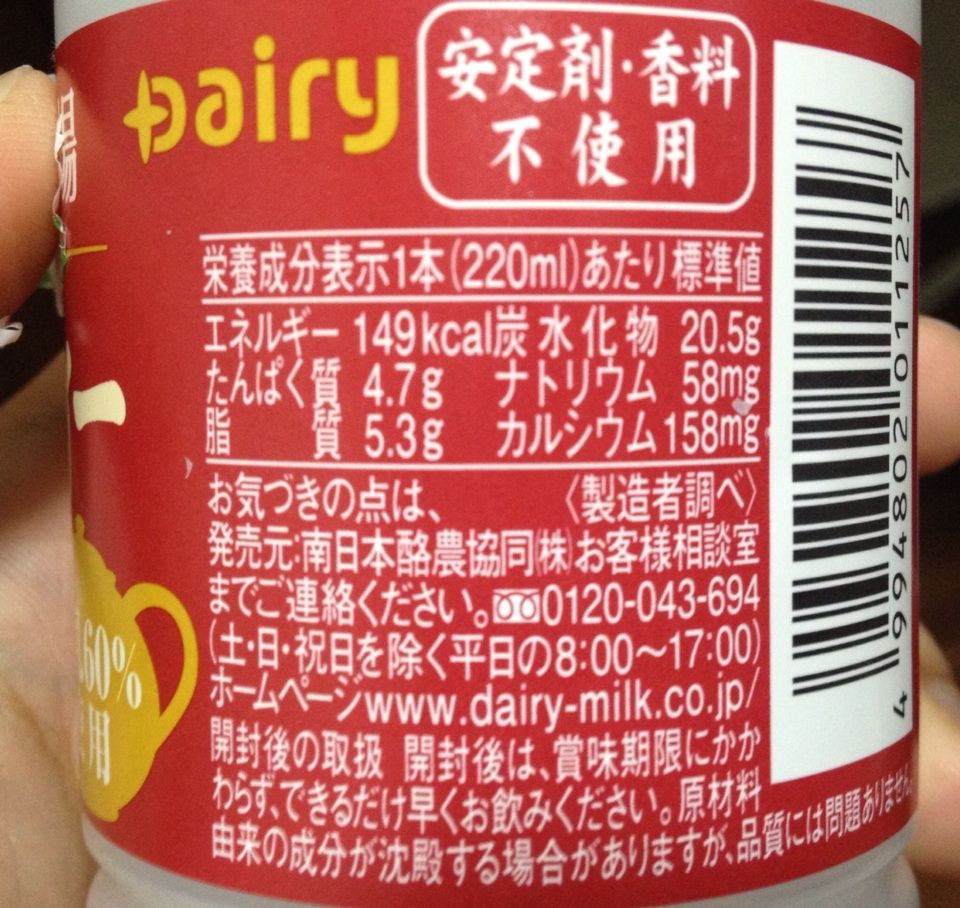 Dairy
安定剤・香料
不使用
栄養成分表示1本(220ml)あたり標準値
エネルギー 149kcal 炭水化物 20.5g
たんぱく質 4.7g ナトリウム 58mg
脂質 5.3g カルシウム 158mg
お気づきの点は、 〈製造者調べ〉
発売元:南日本酪農協同㈱お客様相談室
までご連絡ください。0120-043-694
(土・日・祝日を除く平日の8:00〜17:00)
ホームページwww.dairy-milk.co.jp/
開封後の取扱 開封後は、賞味期限にかか
わらず、できるだけ早くお飲みください。原材料
由来の成分が沈殿する場合がありますが、品質には問題ありません。
4994802011257
場
ー
.60%
用